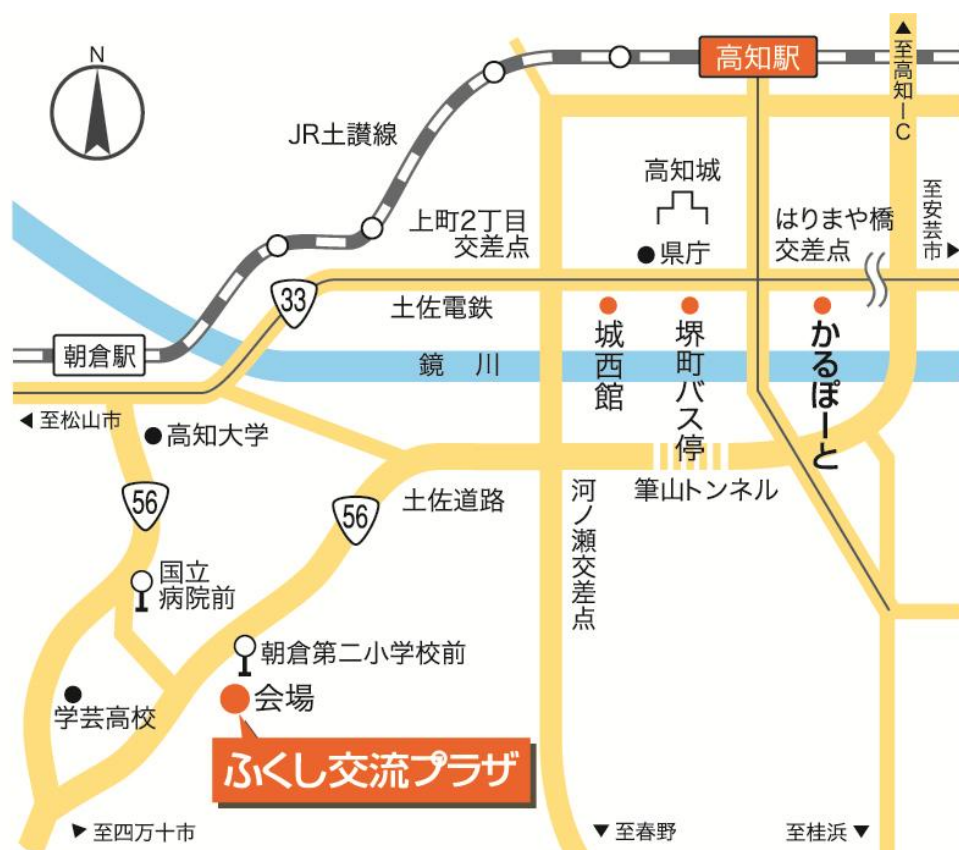 N
高知駅
▲至高知IC
JR土讃線
高知城
上町2丁目
交差点
はりまや橋
交差点
至安芸市▶
●県庁
33
土佐電鉄
城西館
堺町バス停
かるぽーと
朝倉駅
鏡川
◀至松山市
●高知大学
56
土佐道路
56
筆山トンネル
河ノ瀬交差点
国立
病院前
朝倉第二小学校前
会場
学芸高校
ふくし交流プラザ
▶至四万十市
▼至春野
至桂浜▼